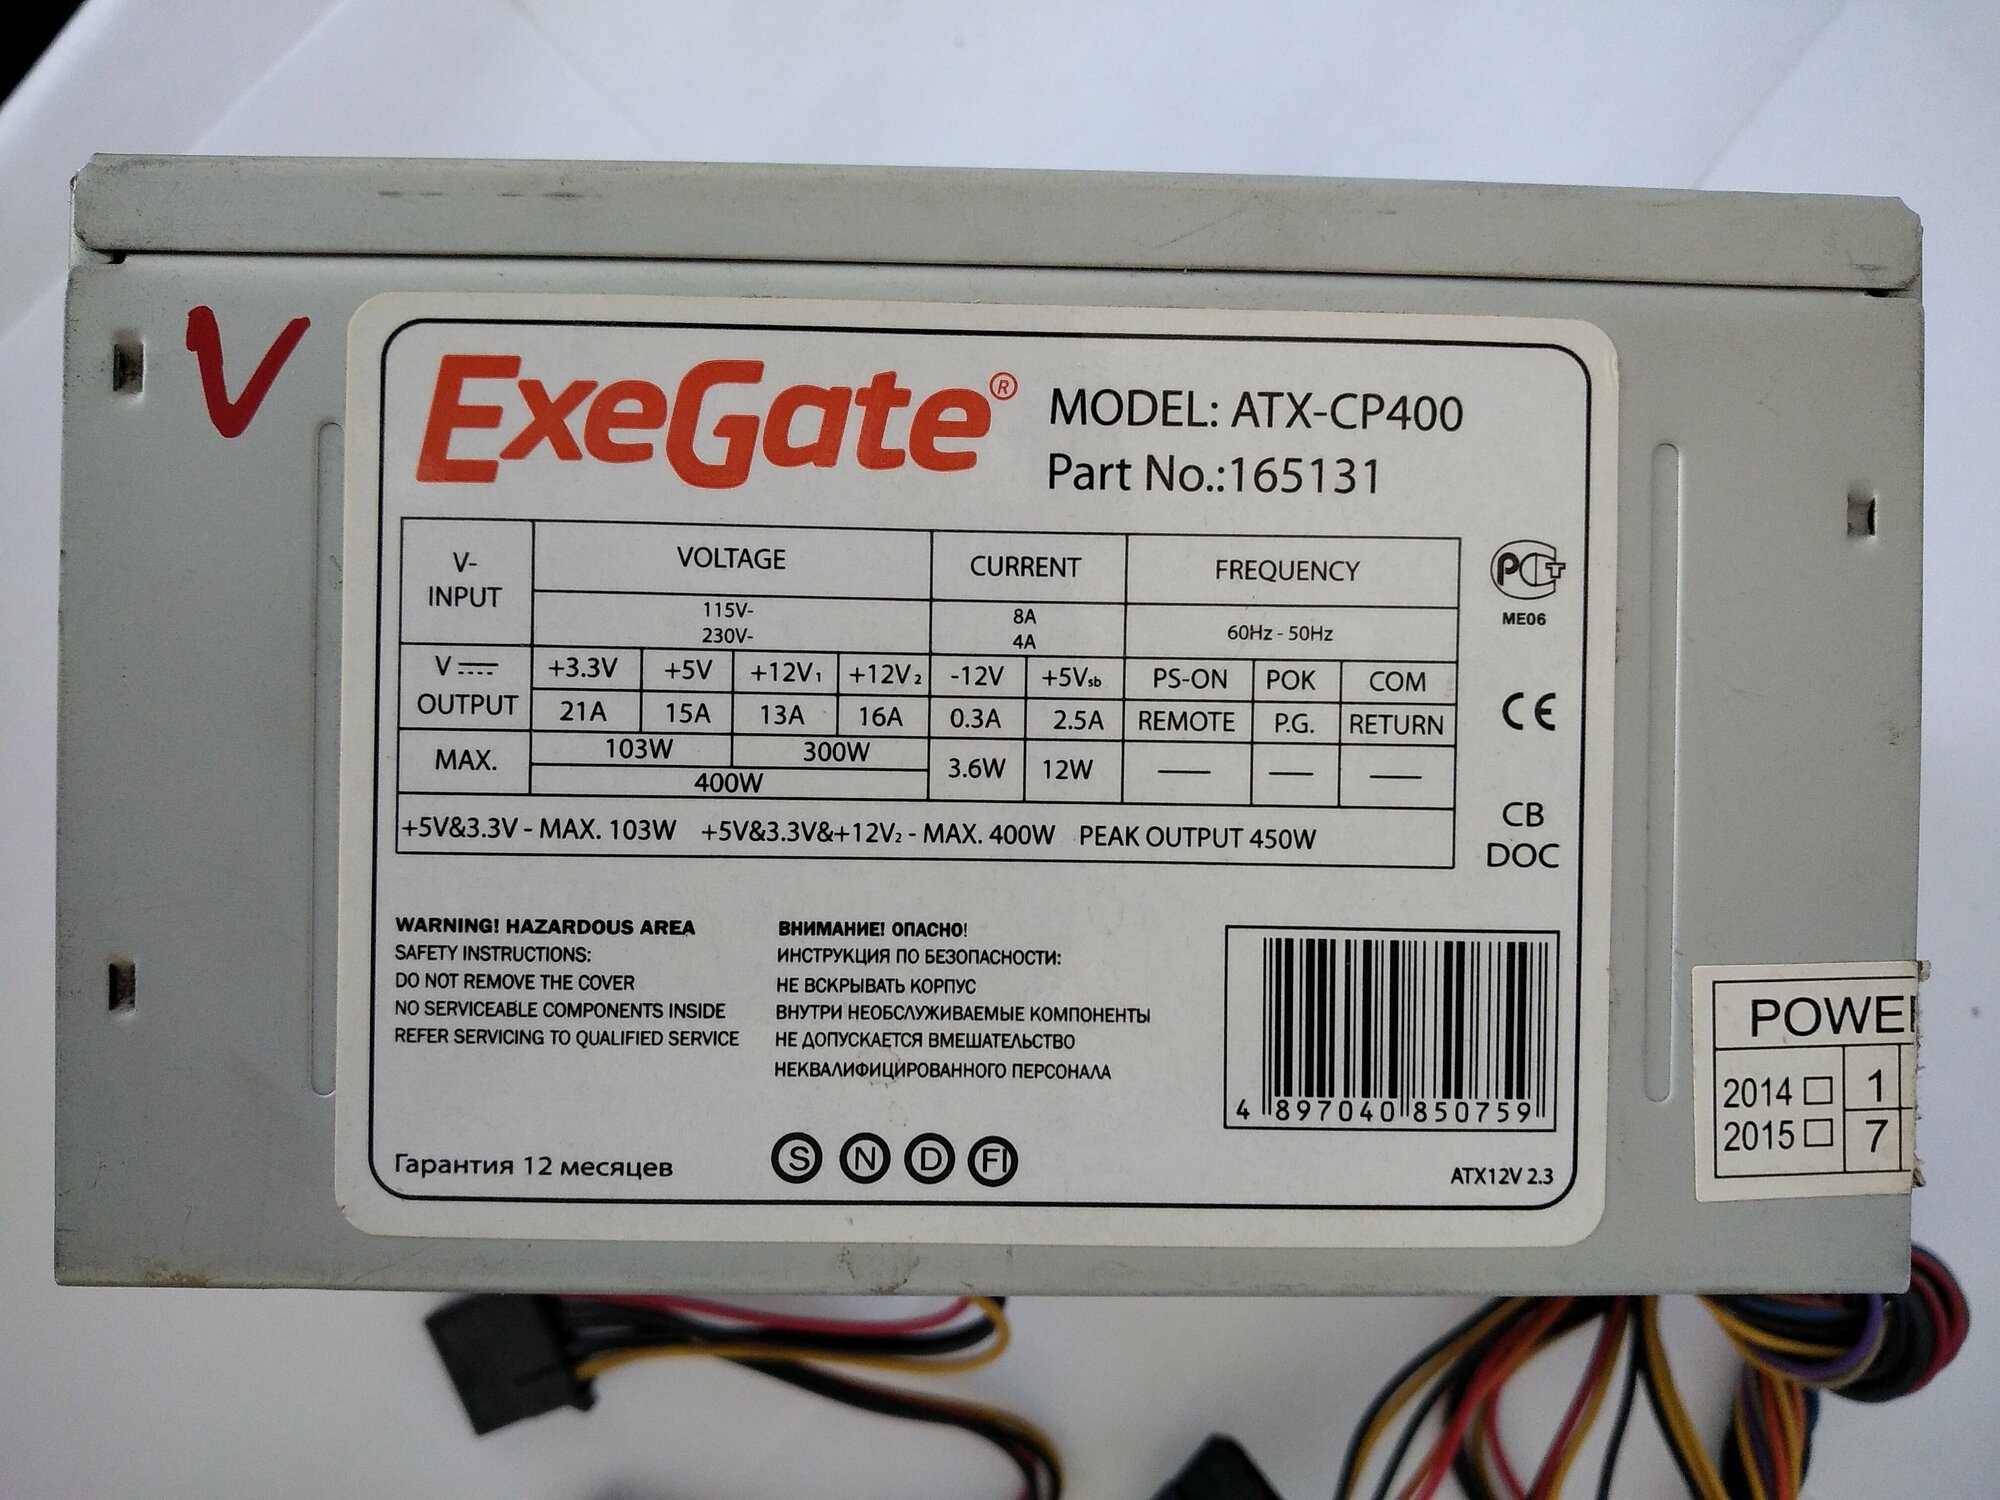 V
ExeGate®
MODEL: ATX-CP400
Part No.:165131
V-INPUT VOLTAGE CURRENT FREQUENCY
115V- 8A 60Hz - 50Hz
230V- 4A
V OUTPUT +3.3V +5V +12V₁ +12V₂ -12V +5Vsb PS-ON POK COM
21A 15A 13A 16A 0.3A 2.5A REMOTE P.G. RETURN
MAX. 103W 300W 3.6W 12W — — —
400W
+5V&3.3V - MAX. 103W +5V&3.3V&+12V₂ - MAX. 400W PEAK OUTPUT 450W
РСТ
ME06
CE
CB
DOC
WARNING! HAZARDOUS AREA
SAFETY INSTRUCTIONS:
DO NOT REMOVE THE COVER
NO SERVICEABLE COMPONENTS INSIDE
REFER SERVICING TO QUALIFIED SERVICE
ВНИМАНИЕ! ОПАСНО!
ИНСТРУКЦИЯ ПО БЕЗОПАСНОСТИ:
НЕ ВСКРЫВАТЬ КОРПУС
ВНУТРИ НЕОБСЛУЖИВАЕМЫЕ КОМПОНЕНТЫ
НЕ ДОПУСКАЕТСЯ ВМЕШАТЕЛЬСТВО
НЕКВАЛИФИЦИРОВАННОГО ПЕРСОНАЛА
4 897040 850759
Гарантия 12 месяцев
S N D FI
ATX12V 2.3
POWE
2014 1
2015 7